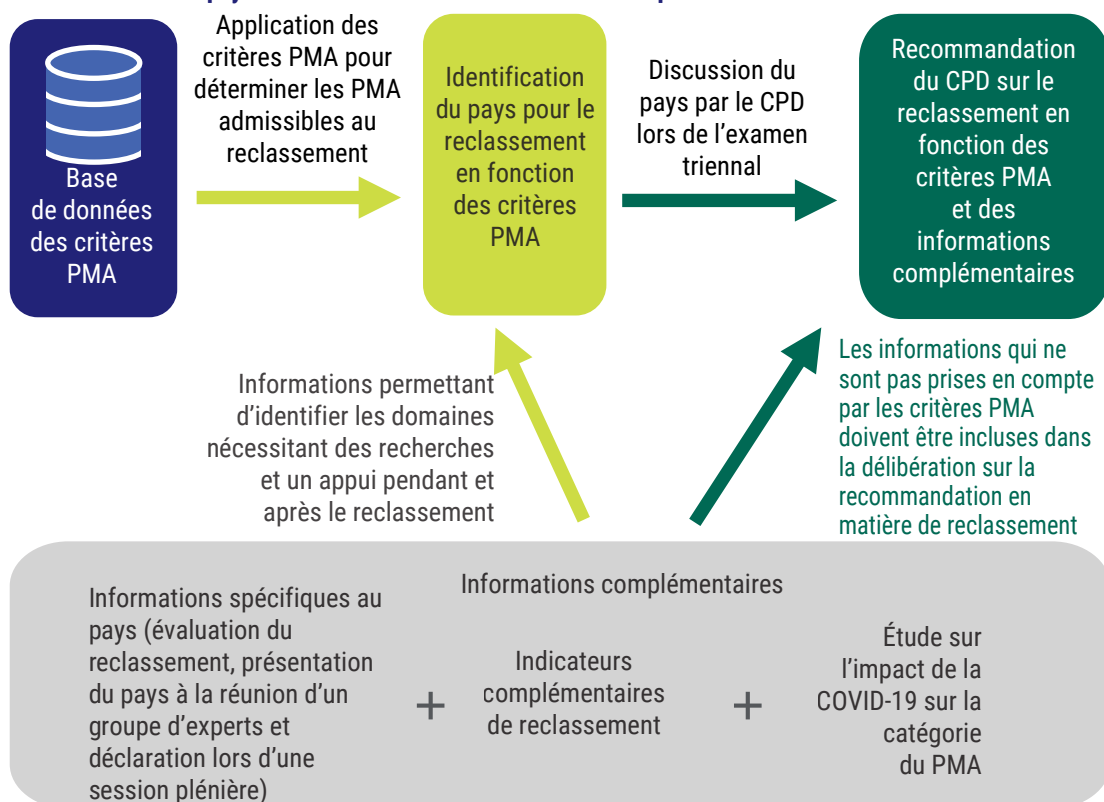 Base
de données
des critères
PMA
Application des
critères PMA pour
déterminer les PMA
admissibles au
reclassement
Identification
du pays pour le
reclassement
en fonction
des critères
PMA
Discussion du
pays par le CPD
lors de l'examen
triennal
Recommandation
du CPD sur le
reclassement en
fonction des
critères PMA
et des
informations
complémentaires
Informations permettant
d'identifier les domaines
nécessitant des recherches
et un appui pendant et
après le reclassement
Les informations qui ne
sont pas prises en compte
par les critères PMA
doivent être incluses dans
la délibération sur la
recommandation en
matière de reclassement
Informations complémentaires
Informations spécifiques au
pays (évaluation du
reclassement, présentation
du pays à la réunion d'un
groupe d'experts et
déclaration lors d'une
session plénière)
+
Indicateurs
complémentaires
de reclassement
+
Étude sur
l'impact de la
COVID-19 sur la
catégorie
du PMA